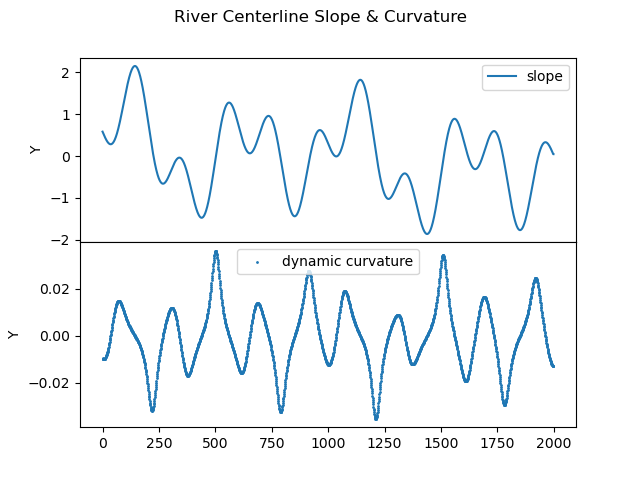 River Centerline Slope & Curvature
2
1
0
−1
−2
Y
slope
0.02
0.00
−0.02
Y
dynamic curvature
0 250 500 750 1000 1250 1500 1750 2000